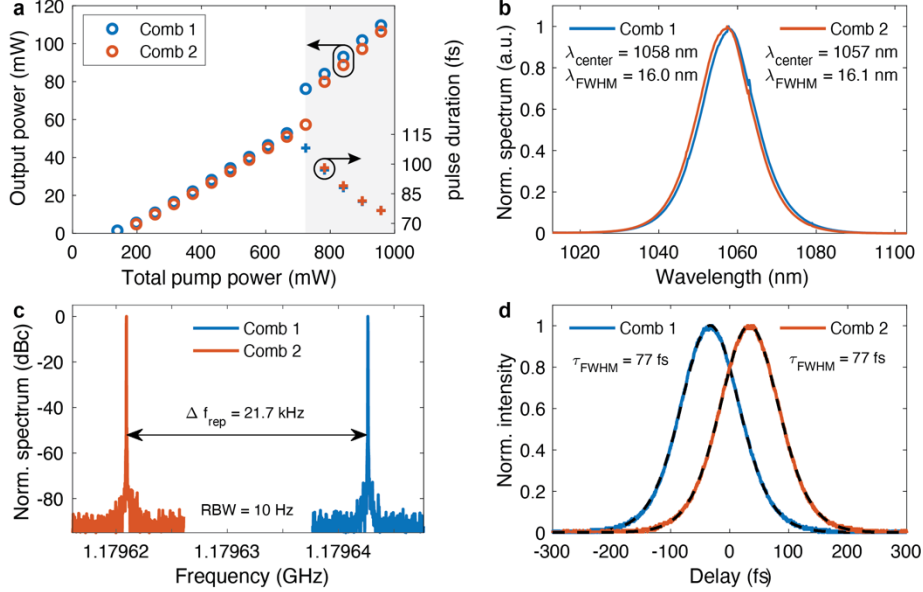 a
Output power (mW)
120
100
80
60
40
20
0
Comb 1
Comb 2
115
100
85
70
pulse duration (fs)
0
200
400
600
800
1000
Total pump power (mW)
b
Norm. spectrum (a.u.)
1
0.8
0.6
0.4
0.2
0
Comb 1
λcenter = 1058 nm
λFWHM = 16.0 nm
Comb 2
λcenter = 1057 nm
λFWHM = 16.1 nm
1020
1040
1060
1080
1100
Wavelength (nm)
c
Norm. spectrum (dBc)
0
-20
-40
-60
-80
Comb 1
Comb 2
Δ frep = 21.7 kHz
RBW = 10 Hz
1.17962
1.17963
1.17964
Frequency (GHz)
d
Norm. intensity
1
0.8
0.6
0.4
0.2
0
Comb 1
τFWHM = 77 fs
Comb 2
τFWHM = 77 fs
-300
-200
-100
0
100
200
300
Delay (fs)